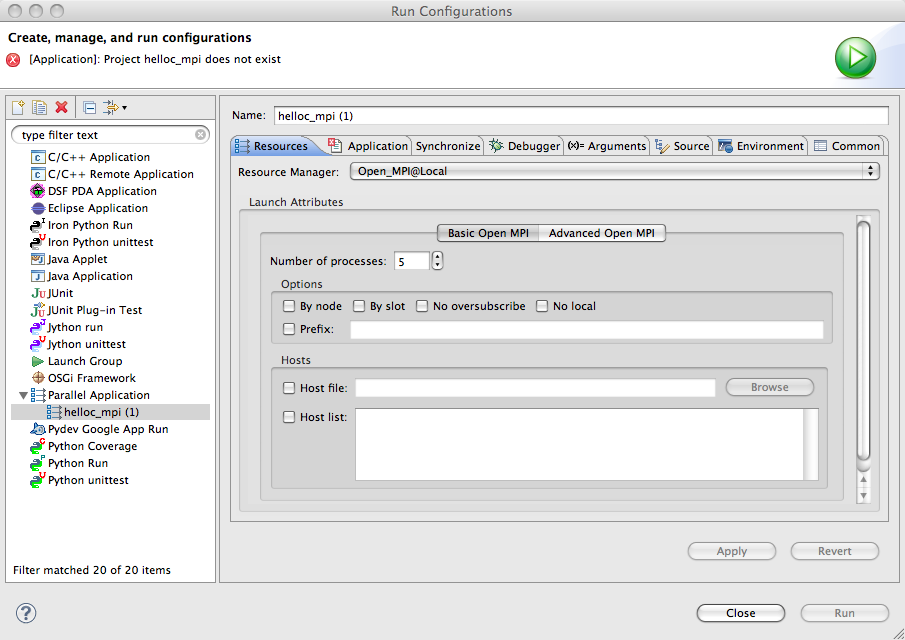 Run Configurations
Create, manage, and run configurations
[Application]: Project helloc_mpi does not exist
type filter text
C/C++ Application
C/C++ Remote Application
DSF PDA Application
Eclipse Application
Iron Python Run
Iron Python unittest
Java Applet
Java Application
JUnit
JUnit Plug-in Test
Jython run
Jython unittest
Launch Group
OSGi Framework
Parallel Application
helloc_mpi (1)
Pydev Google App Run
Python Coverage
Python Run
Python unittest
Filter matched 20 of 20 items
Name: helloc_mpi (1)
Resources Application Synchronize Debugger (x)= Arguments Source Environment Common
Resource Manager: Open_MPI@Local
Launch Attributes
Basic Open MPI Advanced Open MPI
Number of processes: 5
Options
By node By slot No oversubscribe No local
Prefix:
Hosts
Host file: Browse
Host list:
Apply Revert
? Close Run